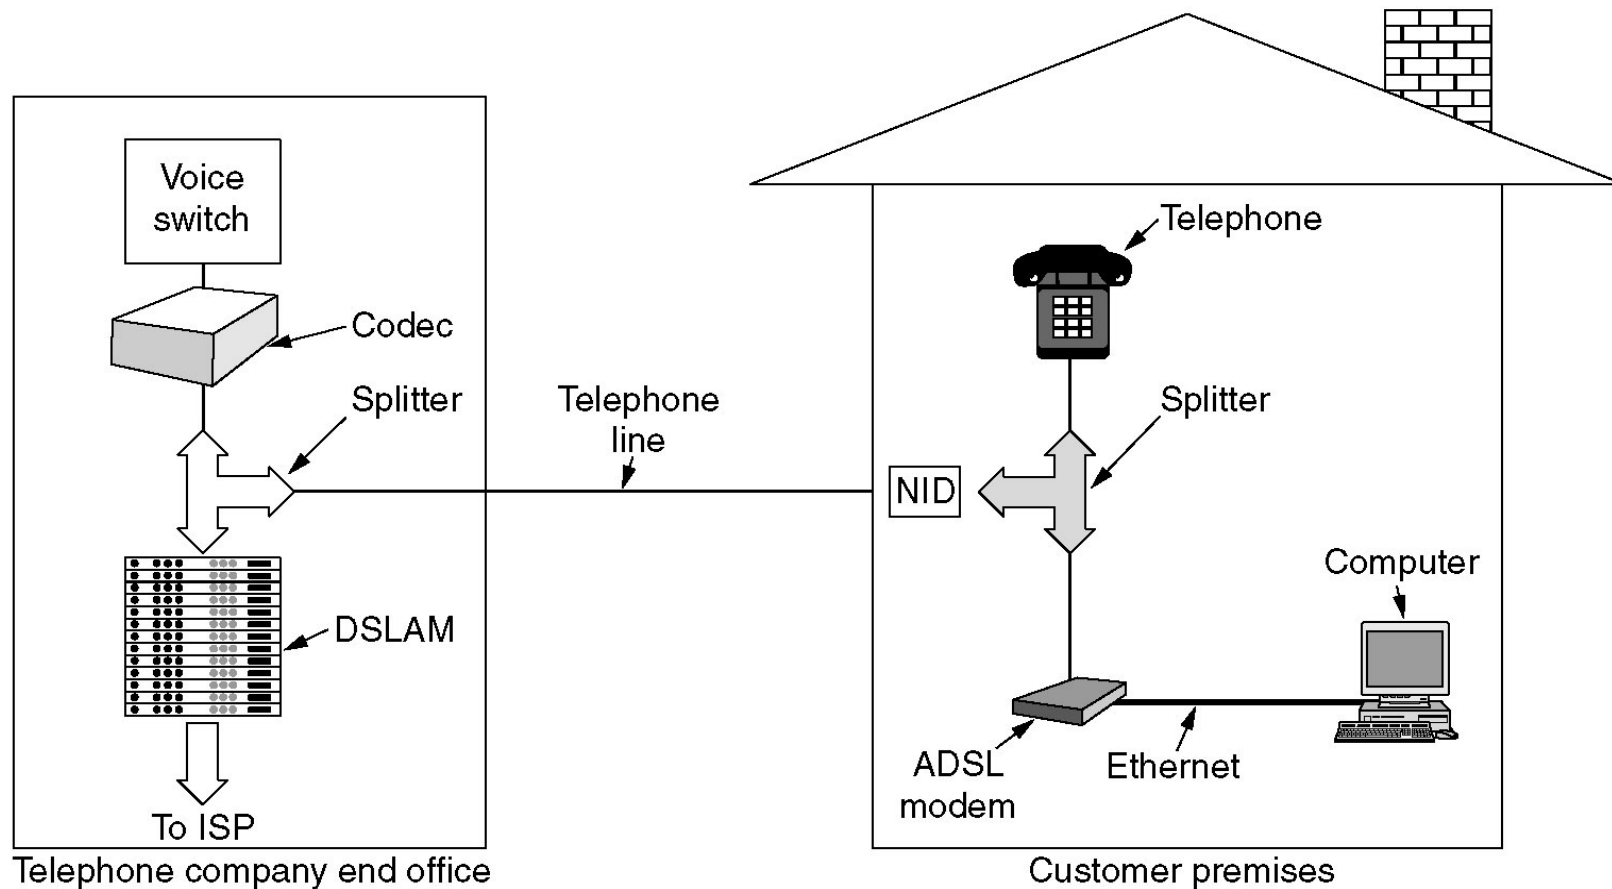 Voice
switch
Codec
Splitter
DSLAM
To ISP
Telephone company end office
Telephone
line
Telephone
Splitter
NID
Computer
ADSL
modem
Ethernet
Customer premises